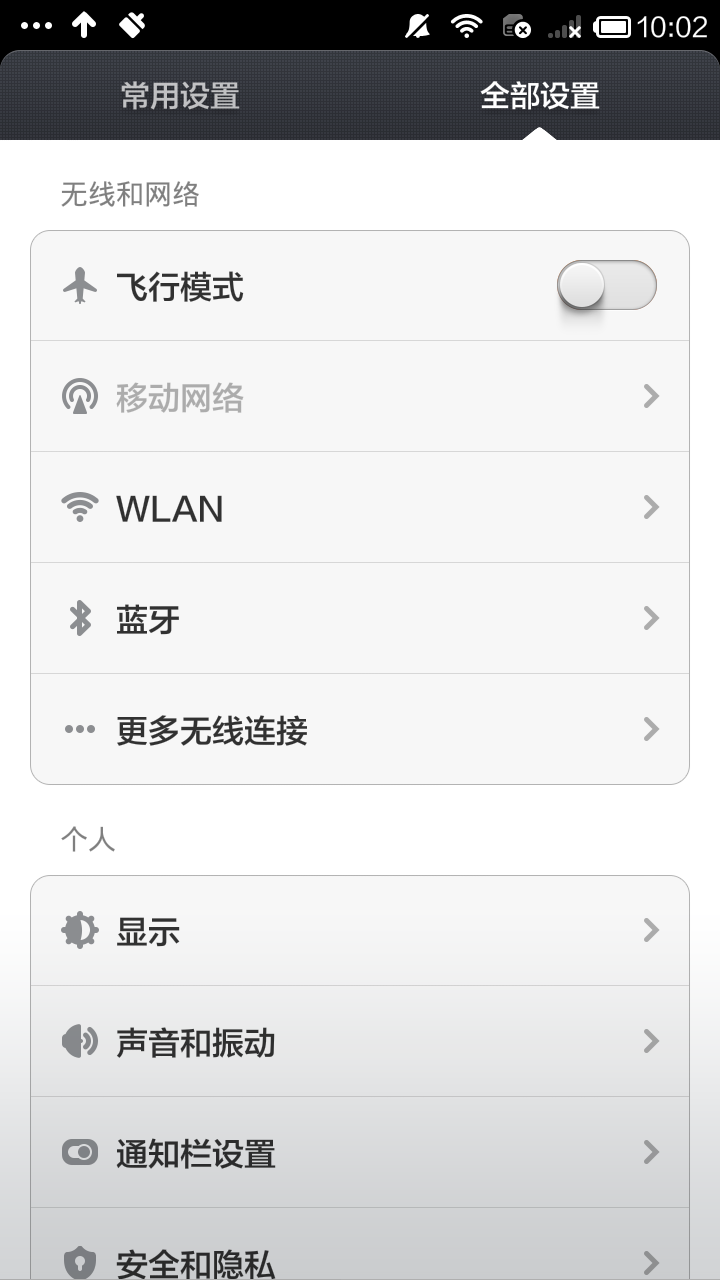 10:02
常用设置
全部设置
无线和网络
飞行模式
移动网络
WLAN
蓝牙
更多无线连接
个人
显示
声音和振动
通知栏设置
安全和隐私